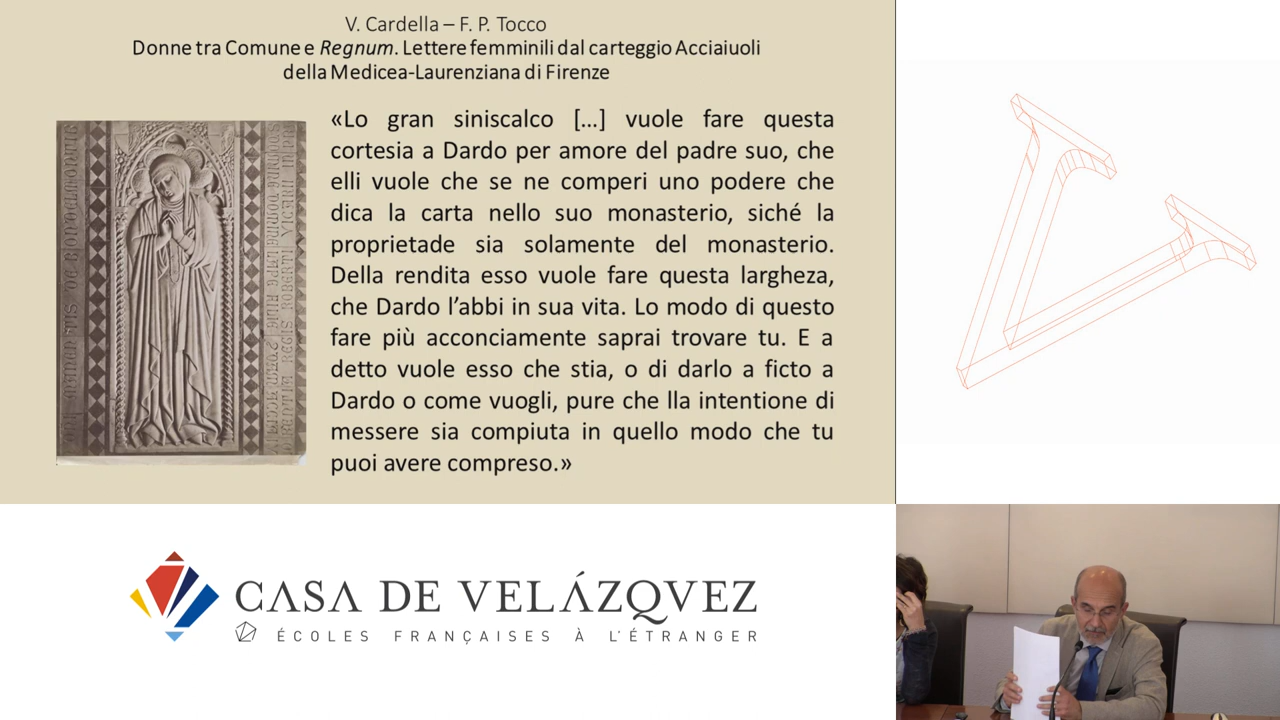 V. Cardella – F. P. Tocco
Donne tra Comune e Regnum. Lettere femminili dal carteggio Acciaiuoli
della Medicea-Laurenziana di Firenze
«Lo gran siniscalco [...] vuole fare questa
cortesia a Dardo per amore del padre suo, che
elli vuole che se ne comperi uno podere che
dica la carta nello suo monasterio, siché la
proprietade sia solamente del monasterio.
Della rendita esso vuole fare questa larghezza,
che Dardo l’abbi in sua vita. Lo modo di questo
fare più acconciamente saprai trovare tu. E a
detto vuole esso che stia, o di darlo a ficto a
Dardo o come vuogli, pure che lla intentione di
messere sia compiuta in quello modo che tu
puoi avere compreso.»
CASA DE VELÁZQVEZ
ÉCOLES FRANÇAISES À L'ÉTRANGER